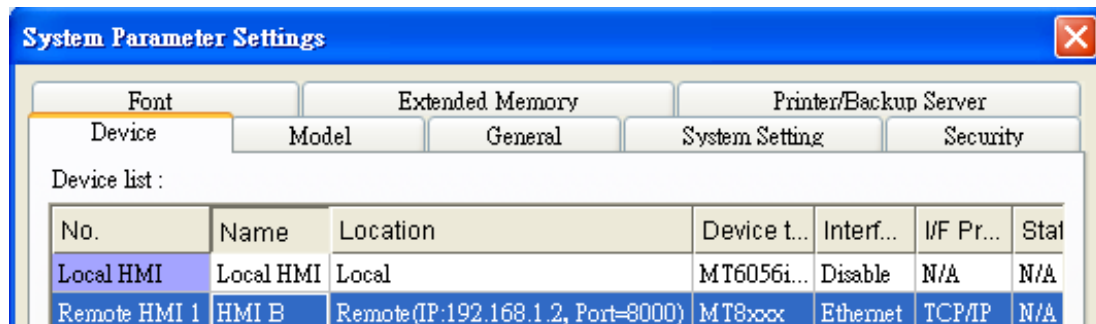 System Parameter Settings
Font Extended Memory Printer/Backup Server
Device Model General System Setting Security
Device list :
No. Name Location Device t... Interf... I/F Pr... Stat
Local HMI Local HMI Local MT6056i... Disable N/A N/A
Remote HMI 1 HMI B Remote(IP:192.168.1.2, Port=8000) MT8xxx Ethernet TCP/IP N/A